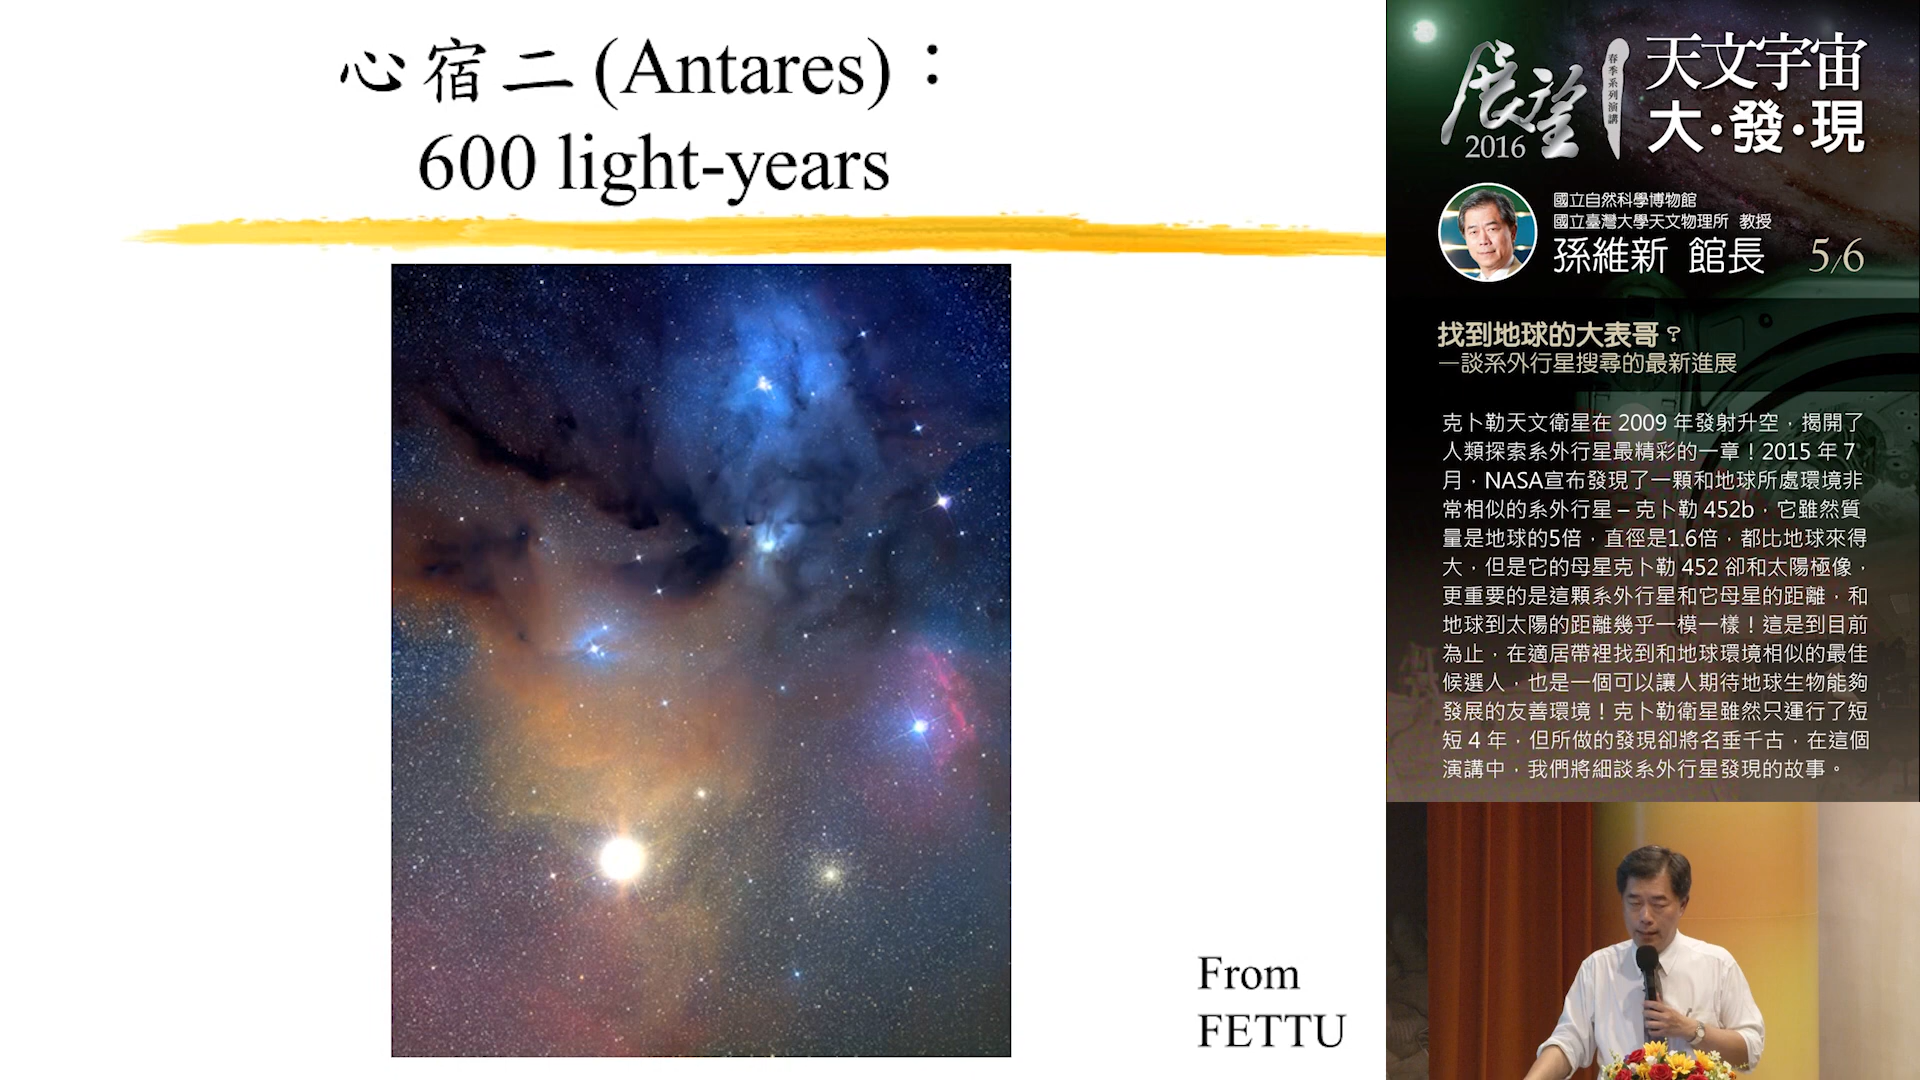 心宿二 (Antares)：
600 light-years
From
FETTU
展望
2016
春季系列演講
天文宇宙
大·發·現
國立自然科學博物館
國立臺灣大學天文物理所 教授
孫維新 館長 5/6
找到地球的大表哥？
—談系外行星搜尋的最新進展
克卜勒天文衛星在 2009 年發射升空，揭開了
人類探索系外行星最精彩的一章！2015 年 7
月，NASA宣布發現了一顆和地球所處環境非
常相似的系外行星 – 克卜勒 452b，它雖然質
量是地球的5倍，直徑是1.6倍，都比地球來得
大，但是它的母星克卜勒 452 卻和太陽極像，
更重要的是這顆系外行星和它母星的距離，和
地球到太陽的距離幾乎一模一樣！這是到目前
為止，在適居帶裡找到和地球環境相似的最佳
候選人，也是一個可以讓人期待地球生物能夠
發展的友善環境！克卜勒衛星雖然只運行了短
短 4 年，但所做的發現卻將名垂千古，在這個
演講中，我們將細談系外行星發現的故事。